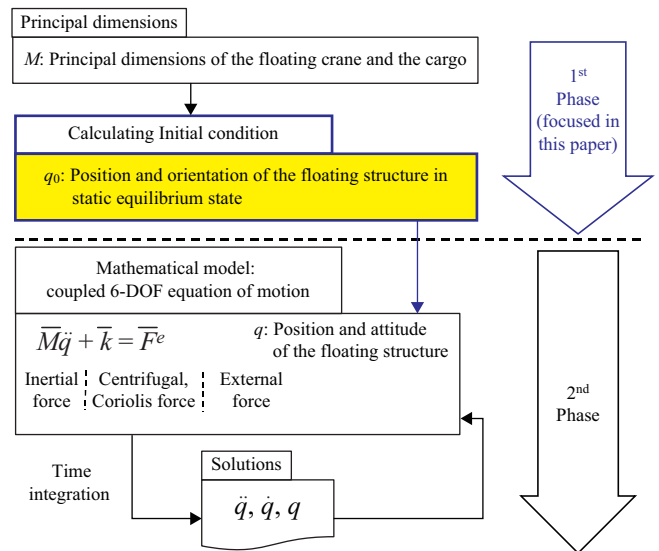 Principal dimensions
M: Principal dimensions of the floating crane and the cargo
Calculating Initial condition
q₀: Position and orientation of the floating structure in
static equilibrium state
1st
Phase
(focused in
this paper)
Mathematical model:
coupled 6-DOF equation of motion
M̅q̈ + k̅ = F̅ᵉ
q: Position and attitude
of the floating structure
Inertial
force
Centrifugal,
Coriolis force
External
force
2nd
Phase
Time
integration
Solutions
q̈, q̇, q